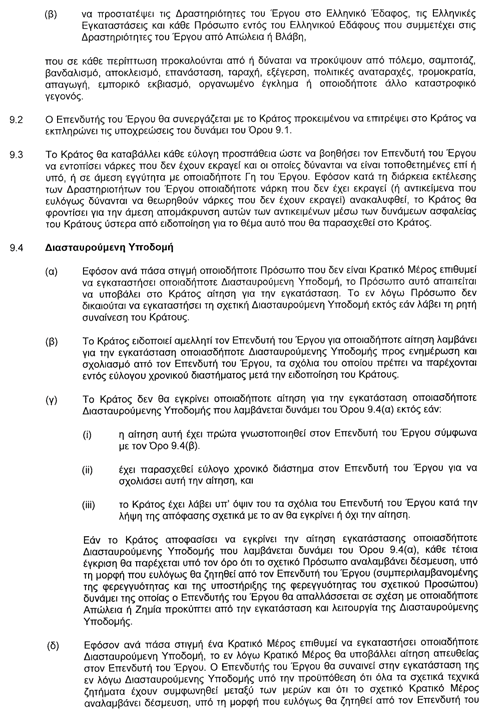 (β) να προστατέψει τις Δραστηριότητες του Έργου στο Ελληνικό Έδαφος, τις Ελληνικές
Εγκαταστάσεις και κάθε Πρόσωπο εντός του Ελληνικού Εδάφους που συμμετέχει στις
Δραστηριότητες του Έργου από Απώλεια ή Βλάβη,
που σε κάθε περίπτωση προκαλούνται από ή δύναται να προκύψουν από πόλεμο, σαμποτάζ,
βανδαλισμό, αποκλεισμό, επανάσταση, ταραχή, εξέγερση, πολιτικές αναταραχές, τρομοκρατία,
απαγωγή, εμπορικό εκβιασμό, οργανωμένο έγκλημα ή οποιοδήποτε άλλο καταστροφικό
γεγονός.
9.2 Ο Επενδυτής του Έργου θα συνεργάζεται με το Κράτος προκειμένου να επιτρέψει στο Κράτος να
εκπληρώνει τις υποχρεώσεις του δυνάμει του Όρου 9.1.
9.3 Το Κράτος θα καταβάλλει κάθε εύλογη προσπάθεια ώστε να βοηθήσει τον Επενδυτή του Έργου
να εντοπίσει νάρκες που δεν έχουν εκραγεί και οι οποίες δύνανται να είναι τοποθετημένες επί ή
υπό, ή σε άμεση εγγύτητα με οποιαδήποτε Γη του Έργου. Εφόσον κατά τη διάρκεια εκτέλεσης
των Δραστηριοτήτων του Έργου οποιαδήποτε νάρκη που δεν έχει εκραγεί (ή αντικείμενα που
ευλόγως δύνανται να θεωρηθούν νάρκες που δεν έχουν εκραγεί) ανακαλυφθεί, το Κράτος θα
φροντίσει για την άμεση απομάκρυνση αυτών των αντικειμένων μέσω των δυνάμεων ασφαλείας
του Κράτους ύστερα από ειδοποίηση για το θέμα αυτό που θα παρασχεθεί στο Κράτος.
9.4 Διασταυρούμενη Υποδομή
(α) Εφόσον ανά πάσα στιγμή οποιοδήποτε Πρόσωπο που δεν είναι Κρατικό Μέρος επιθυμεί
να εγκαταστήσει οποιαδήποτε Διασταυρούμενη Υποδομή, το Πρόσωπο αυτό απαιτείται
να υποβάλει στο Κράτος αίτηση για την εγκατάσταση. Το εν λόγω Πρόσωπο δεν
δικαιούται να εγκαταστήσει τη σχετική Διασταυρούμενη Υποδομή εκτός εάν λάβει τη ρητή
συναίνεση του Κράτους.
(β) Το Κράτος ειδοποιεί αμελλητί τον Επενδυτή του Έργου για οποιαδήποτε αίτηση λαμβάνει
για την εγκατάσταση οποιασδήποτε Διασταυρούμενης Υποδομής προς ενημέρωση και
σχολιασμό από τον Επενδυτή του Έργου, τα σχόλια του οποίου πρέπει να παρέχονται
εντός εύλογου χρονικού διαστήματος μετά την ειδοποίηση του Κράτους.
(γ) Το Κράτος δεν θα εγκρίνει οποιαδήποτε αίτηση για την εγκατάσταση οποιασδήποτε
Διασταυρούμενης Υποδομής που λαμβάνεται δυνάμει του Όρου 9.4(α) εκτός εάν:
(i) η αίτηση αυτή έχει πρώτα γνωστοποιηθεί στον Επενδυτή του Έργου σύμφωνα
με τον Όρο 9.4(β).
(ii) έχει παρασχεθεί εύλογο χρονικό διάστημα στον Επενδυτή του Έργου για να
σχολιάσει αυτή την αίτηση, και
(iii) το Κράτος έχει λάβει υπ' όψιν του τα σχόλια του Επενδυτή του Έργου κατά την
λήψη της απόφασης σχετικά με το αν θα εγκρίνει ή όχι την αίτηση.
Εάν το Κράτος αποφασίσει να εγκρίνει την αίτηση εγκατάστασης οποιασδήποτε
Διασταυρούμενης Υποδομής που λαμβάνεται δυνάμει του Όρου 9.4(α), κάθε τέτοια
έγκριση θα παρέχεται υπό τον όρο ότι το σχετικό Πρόσωπο αναλαμβάνει δέσμευση, υπό
τη μορφή που ευλόγως θα ζητηθεί από τον Επενδυτή του Έργου (συμπεριλαμβανομένης
της φερεγγυότητας και της υποστήριξης της φερεγγυότητας του σχετικού Προσώπου)
δυνάμει της οποίας ο Επενδυτής του Έργου θα απαλλάσσεται σε σχέση με οποιαδήποτε
Απώλεια ή Ζημία προκύπτει από την εγκατάσταση και λειτουργία της Διασταυρούμενης
Υποδομής.
(δ) Εφόσον ανά πάσα στιγμή ένα Κρατικό Μέρος επιθυμεί να εγκαταστήσει οποιαδήποτε
Διασταυρούμενη Υποδομή, το εν λόγω Κρατικό Μέρος θα υποβάλλει αίτηση απευθείας
στον Επενδυτή του Έργου. Ο Επενδυτής του Έργου θα συναινεί στην εγκατάσταση της
εν λόγω Διασταυρούμενης Υποδομής υπό την προϋπόθεση ότι όλα τα σχετικά τεχνικά
ζητήματα έχουν συμφωνηθεί μεταξύ των μερών και ότι το σχετικό Κρατικό Μέρος
αναλαμβάνει δέσμευση, υπό τη μορφή που ευλόγως θα ζητηθεί από τον Επενδυτή του